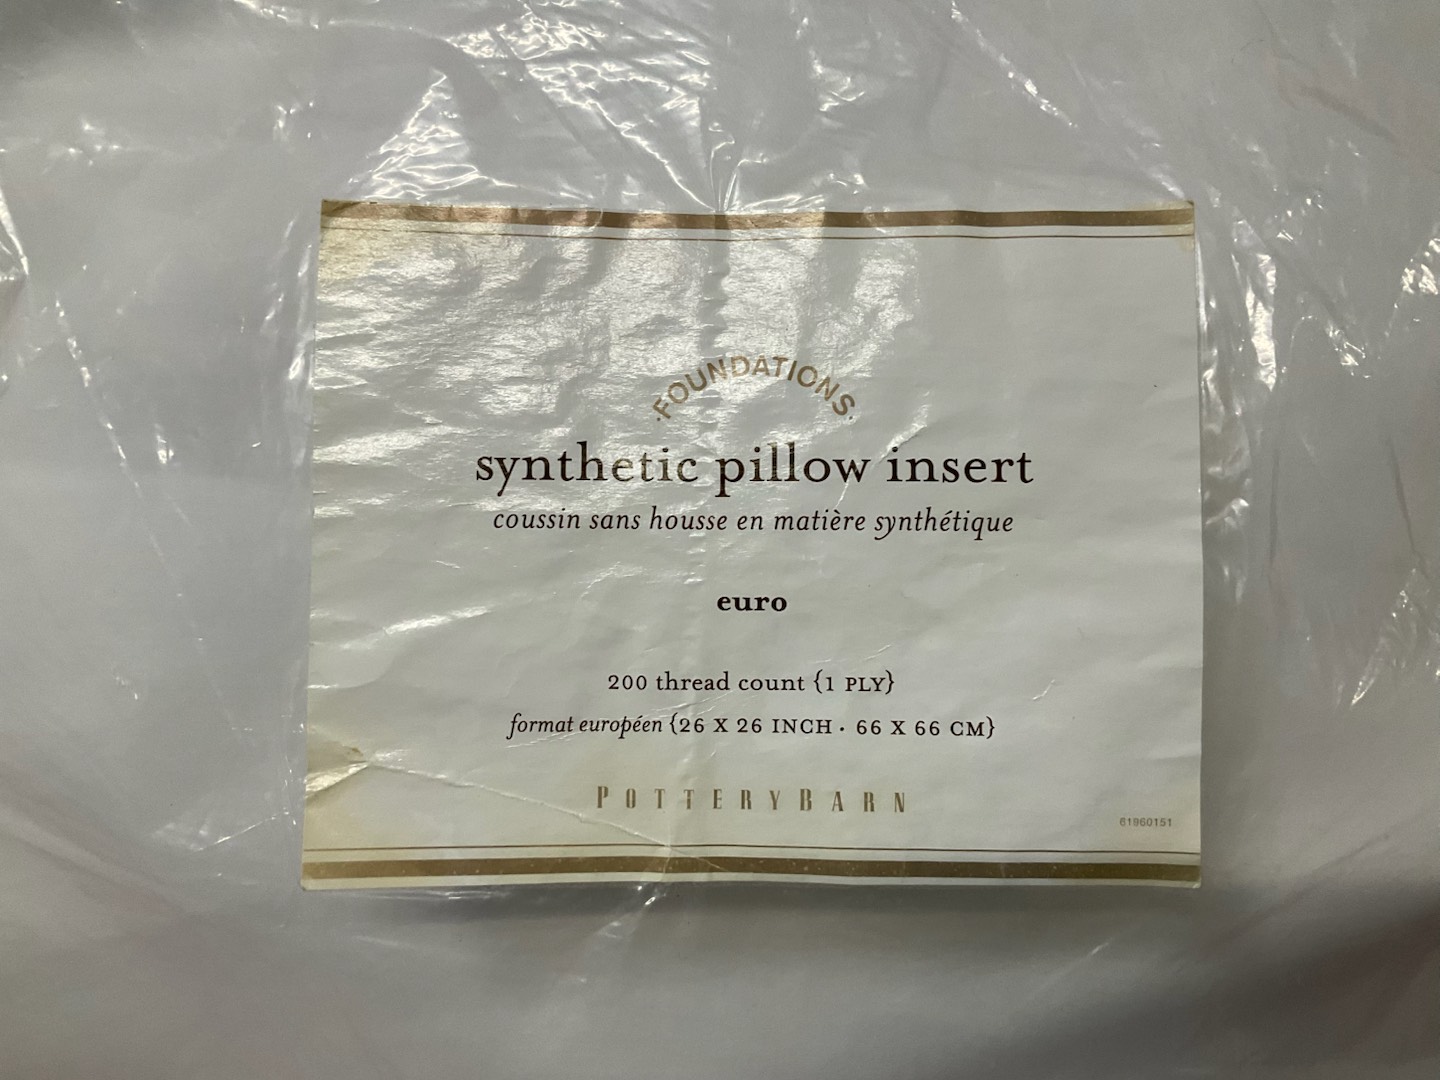 ·FOUNDATIONS·
synthetic pillow insert
coussin sans housse en matière synthétique
euro
200 thread count {1 PLY}
format européen {26 X 26 INCH · 66 X 66 CM}
POTTERYBARN
61960151